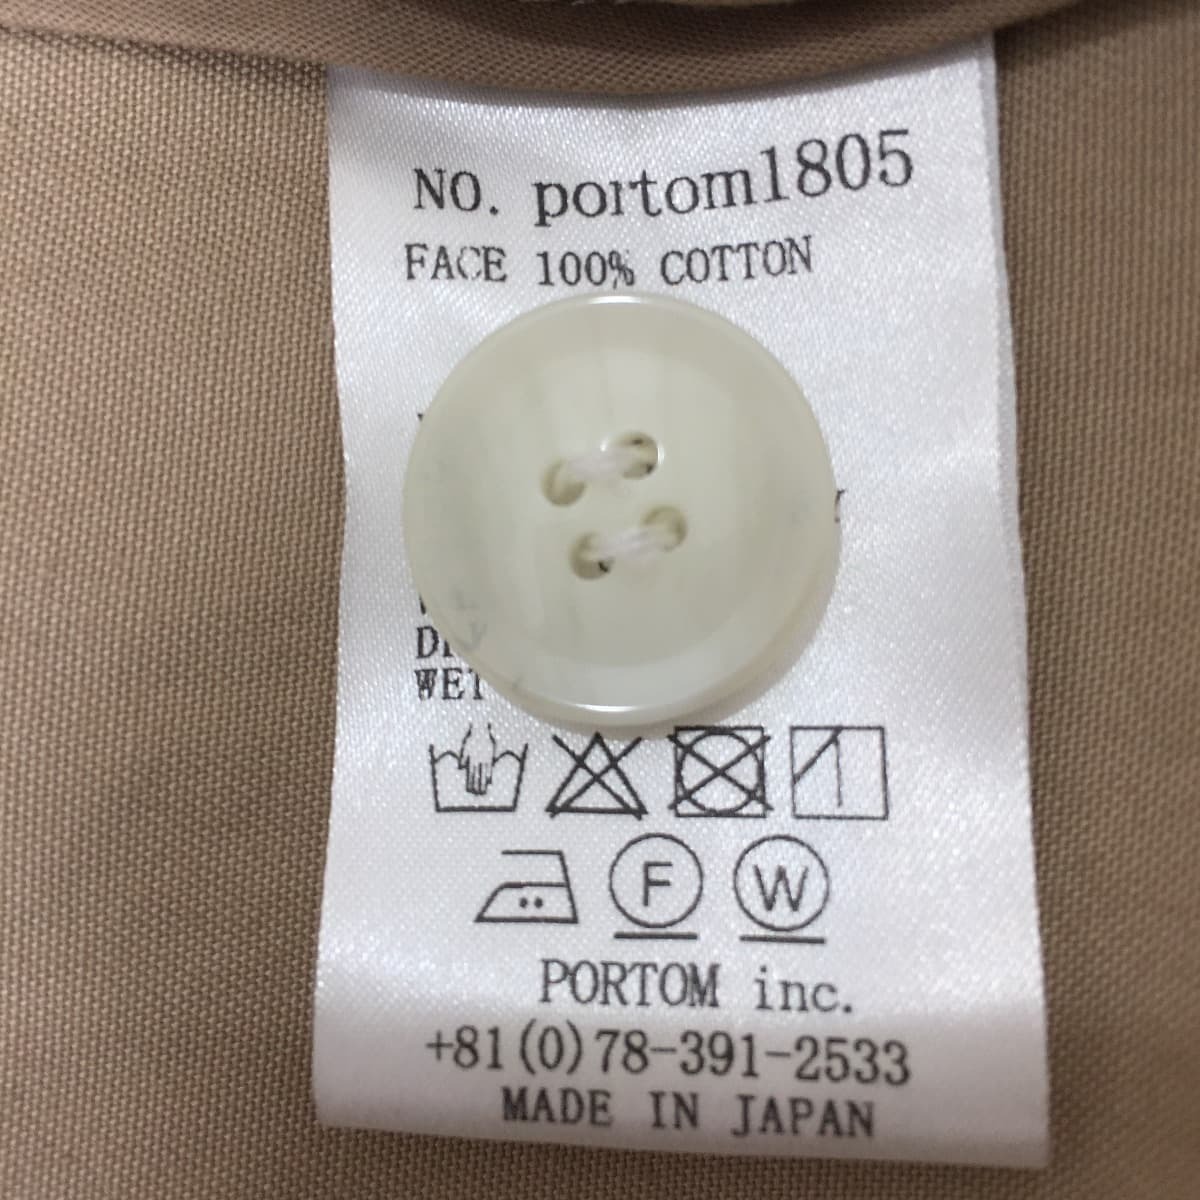 NO. portom1805
FACE 100% COTTON
F
W
PORTOM inc.
+81(0)78-391-2533
MADE IN JAPAN